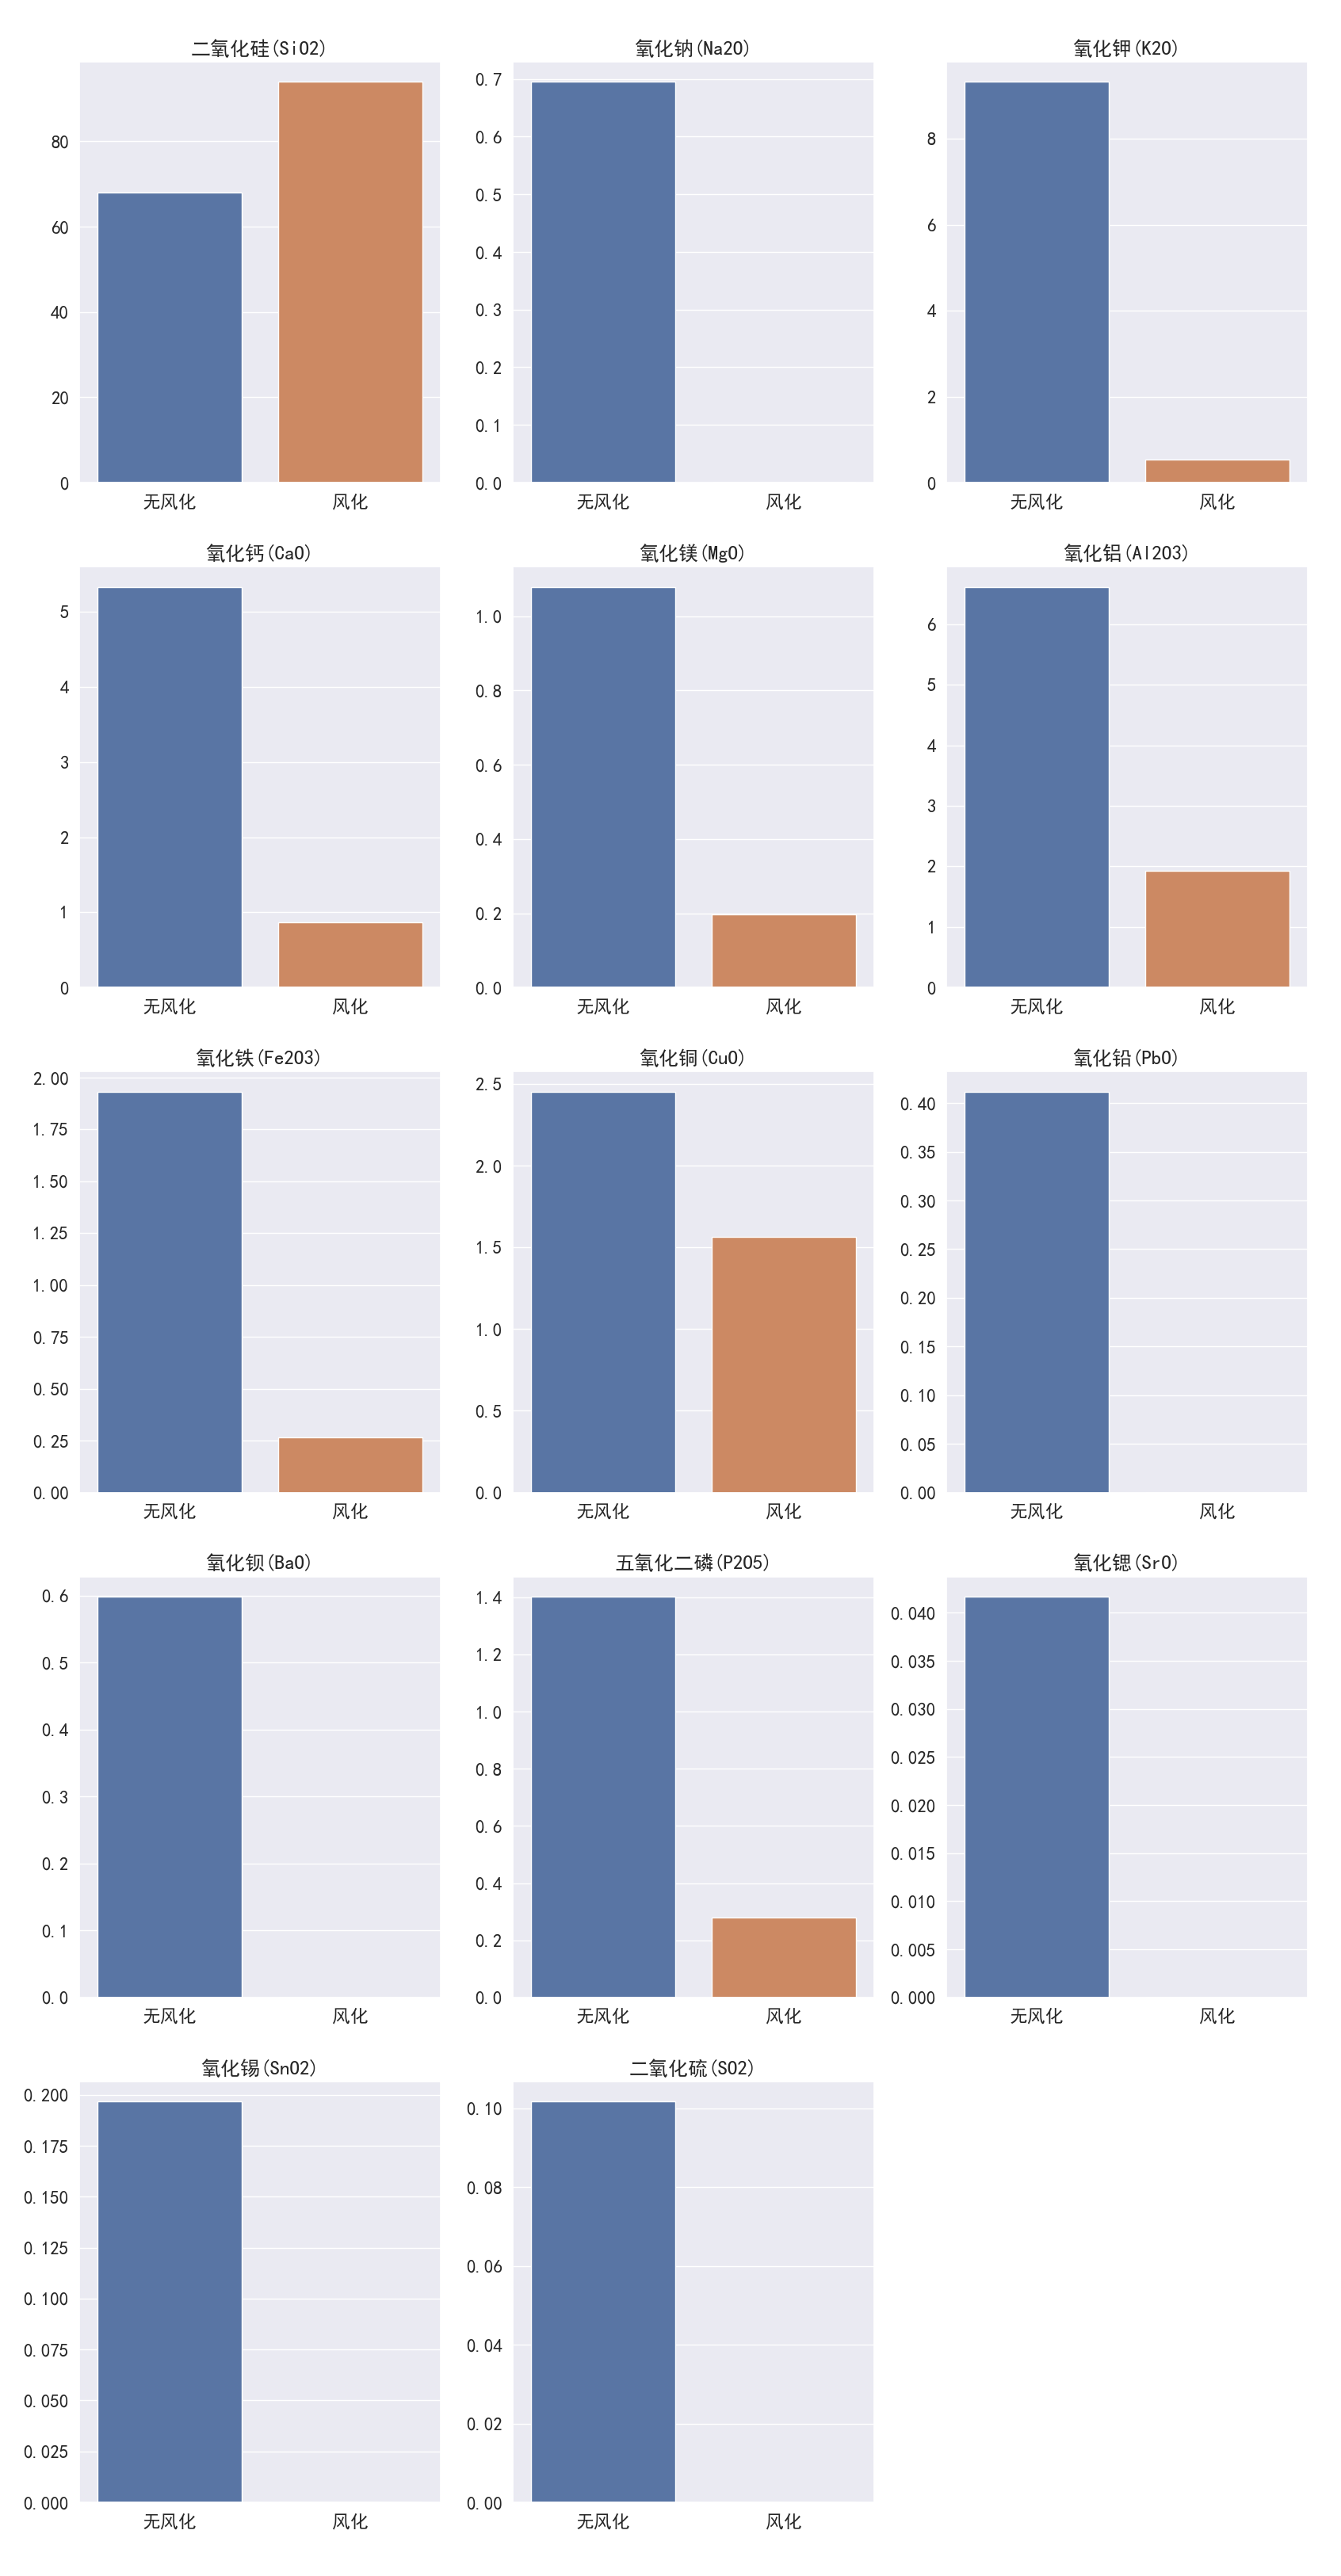 二氧化硅(SiO2)
80
60
40
20
0
无风化
风化
氧化钠(Na2O)
0.7
0.6
0.5
0.4
0.3
0.2
0.1
0.0
无风化
风化
氧化钾(K2O)
8
6
4
2
0
无风化
风化
氧化钙(CaO)
5
4
3
2
1
0
无风化
风化
氧化镁(MgO)
1.0
0.8
0.6
0.4
0.2
0.0
无风化
风化
氧化铝(Al2O3)
6
5
4
3
2
1
0
无风化
风化
氧化铁(Fe2O3)
2.00
1.75
1.50
1.25
1.00
0.75
0.50
0.25
0.00
无风化
风化
氧化铜(CuO)
2.5
2.0
1.5
1.0
0.5
0.0
无风化
风化
氧化铅(PbO)
0.40
0.35
0.30
0.25
0.20
0.15
0.10
0.05
0.00
无风化
风化
氧化钡(BaO)
0.6
0.5
0.4
0.3
0.2
0.1
0.0
无风化
风化
五氧化二磷(P2O5)
1.4
1.2
1.0
0.8
0.6
0.4
0.2
0.0
无风化
风化
氧化锶(SrO)
0.040
0.035
0.030
0.025
0.020
0.015
0.010
0.005
0.000
无风化
风化
氧化锡(SnO2)
0.200
0.175
0.150
0.125
0.100
0.075
0.050
0.025
0.000
无风化
风化
二氧化硫(SO2)
0.10
0.08
0.06
0.04
0.02
0.00
无风化
风化